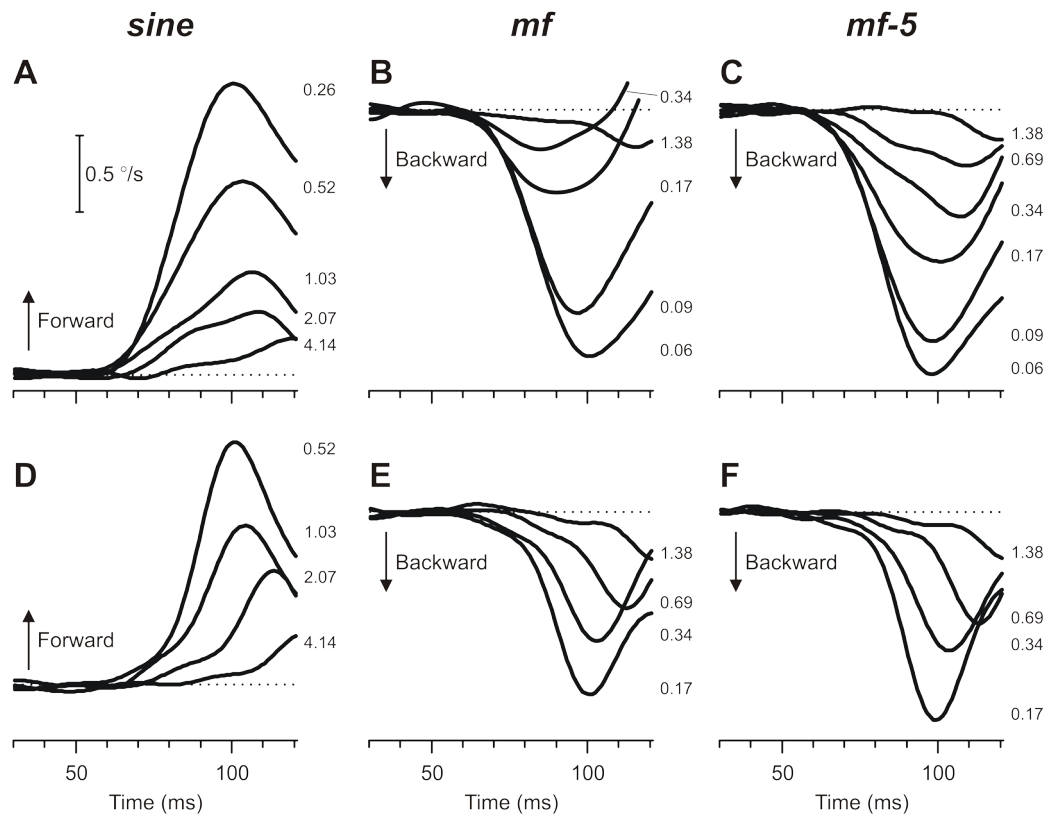 sine
mf
mf-5
A
0.26
0.5 °/s
0.52
1.03
Forward
2.07
4.14
B
0.34
1.38
Backward
0.17
0.09
0.06
C
1.38
Backward
0.69
0.34
0.17
0.09
0.06
D
0.52
1.03
2.07
Forward
4.14
50
100
Time (ms)
E
Backward
1.38
0.69
0.34
0.17
50
100
Time (ms)
F
Backward
1.38
0.69
0.34
0.17
50
100
Time (ms)